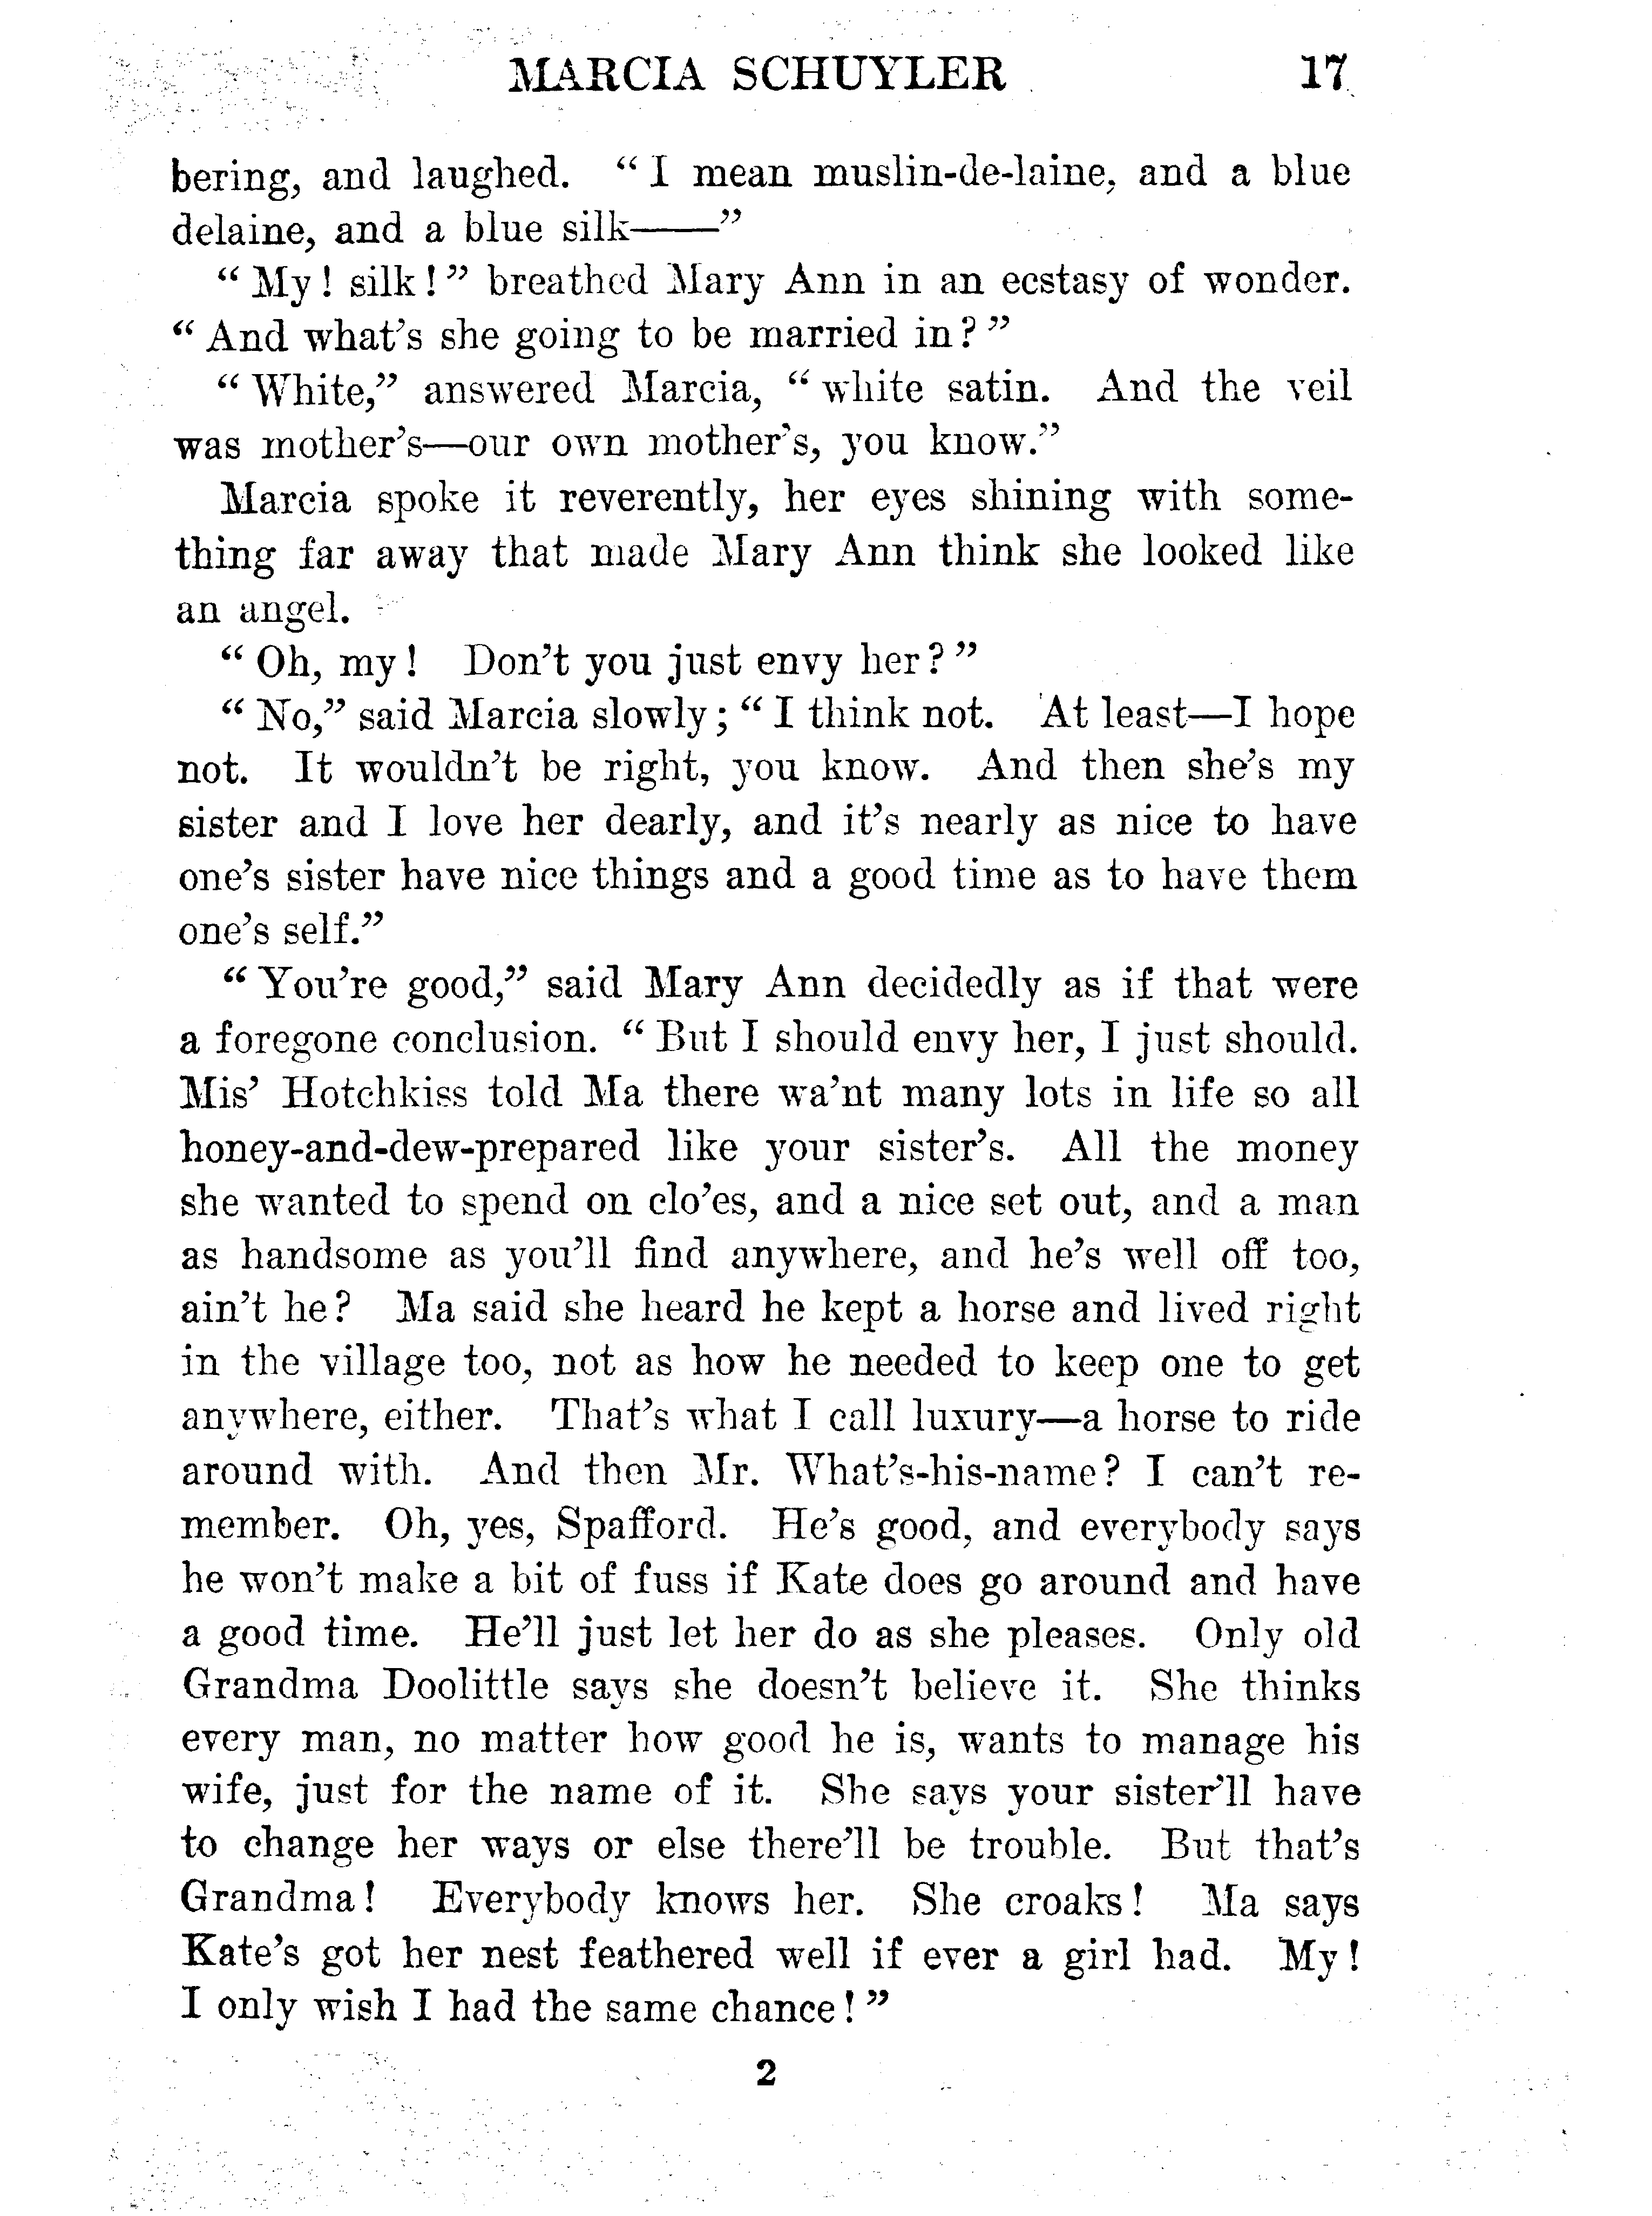 MARCIA SCHUYLER 17
bering, and laughed. “I mean muslin-de-laine, and a blue
delaine, and a blue silk——”
“My! silk!” breathed Mary Ann in an ecstasy of wonder.
“And what’s she going to be married in?”
“White,” answered Marcia, “white satin. And the veil
was mother’s—our own mother’s, you know.”
Marcia spoke it reverently, her eyes shining with some-
thing far away that made Mary Ann think she looked like
an angel.
“Oh, my! Don’t you just envy her?”
“No,” said Marcia slowly; “I think not. At least—I hope
not. It wouldn’t be right, you know. And then she’s my
sister and I love her dearly, and it’s nearly as nice to have
one’s sister have nice things and a good time as to have them
one’s self.”
“You’re good,” said Mary Ann decidedly as if that were
a foregone conclusion. “But I should envy her, I just should.
Mis’ Hotchkiss told Ma there wa’nt many lots in life so all
honey-and-dew-prepared like your sister’s. All the money
she wanted to spend on clo’es, and a nice set out, and a man
as handsome as you’ll find anywhere, and he’s well off too,
ain’t he? Ma said she heard he kept a horse and lived right
in the village too, not as how he needed to keep one to get
anywhere, either. That’s what I call luxury—a horse to ride
around with. And then Mr. What’s-his-name? I can’t re-
member. Oh, yes, Spafford. He’s good, and everybody says
he won’t make a bit of fuss if Kate does go around and have
a good time. He’ll just let her do as she pleases. Only old
Grandma Doolittle says she doesn’t believe it. She thinks
every man, no matter how good he is, wants to manage his
wife, just for the name of it. She says your sister’ll have
to change her ways or else there’ll be trouble. But that’s
Grandma! Everybody knows her. She croaks! Ma says
Kate’s got her nest feathered well if ever a girl had. My!
I only wish I had the same chance!”
2